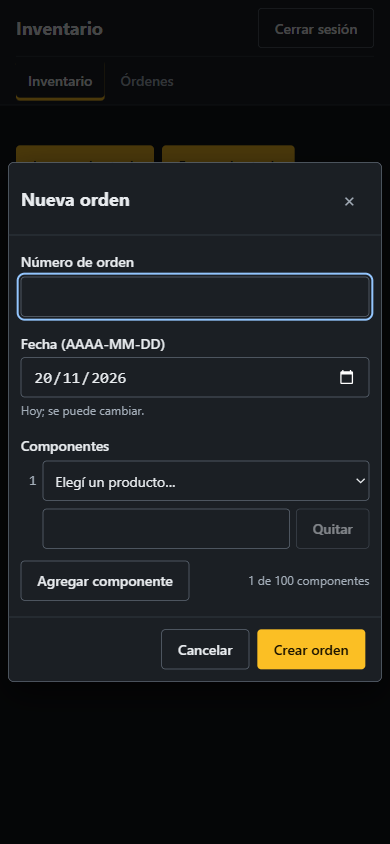 Inventario
Cerrar sesión
Inventario
Órdenes
Nueva orden
×
Número de orden
Fecha (AAAA-MM-DD)
20/11/2026
Hoy; se puede cambiar.
Componentes
1
Elegí un producto...
Quitar
Agregar componente
1 de 100 componentes
Cancelar
Crear orden